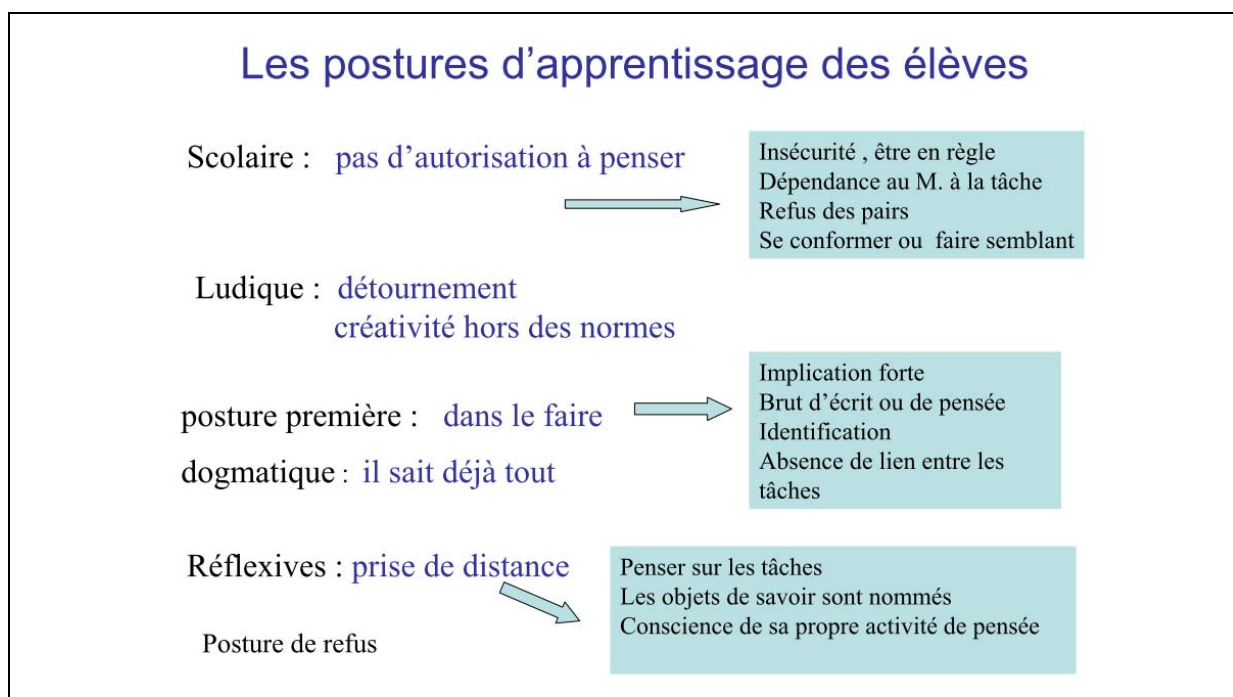 Les postures d'apprentissage des élèves
Scolaire : pas d'autorisation à penser
Insécurité , être en règle
Dépendance au M. à la tâche
Refus des pairs
Se conformer ou faire semblant
Ludique : détournement
créativité hors des normes
posture première : dans le faire
Implication forte
Brut d'écrit ou de pensée
Identification
Absence de lien entre les
tâches
dogmatique : il sait déjà tout
Réflexives : prise de distance
Penser sur les tâches
Les objets de savoir sont nommés
Conscience de sa propre activité de pensée
Posture de refus